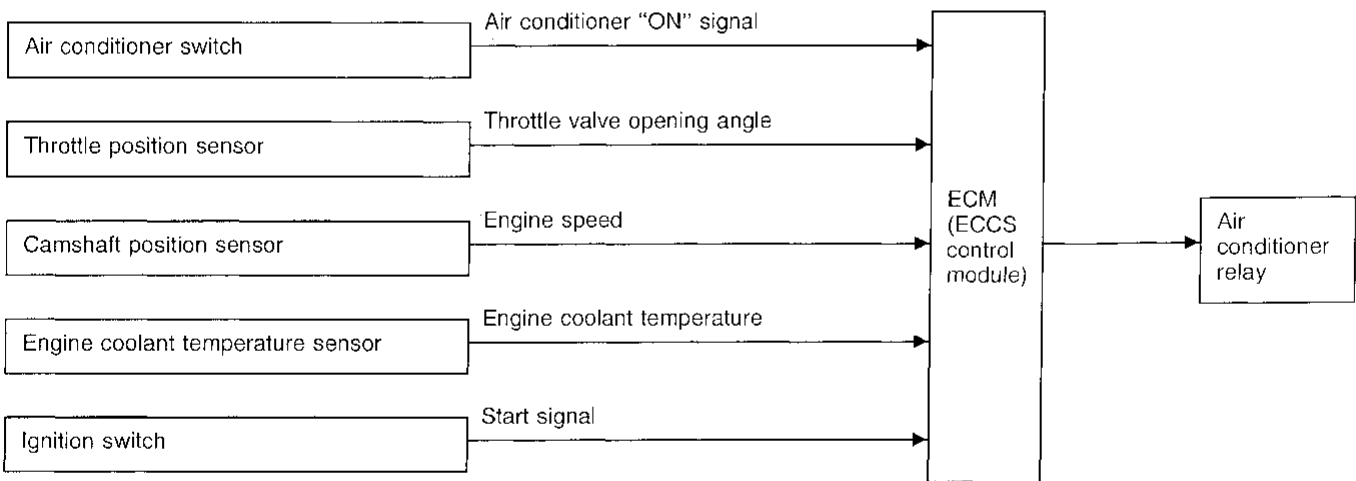 Air conditioner switch
Air conditioner “ON” signal
Throttle position sensor
Throttle valve opening angle
Camshaft position sensor
Engine speed
Engine coolant temperature sensor
Engine coolant temperature
Ignition switch
Start signal
ECM
(ECCS
control
module)
Air
conditioner
relay